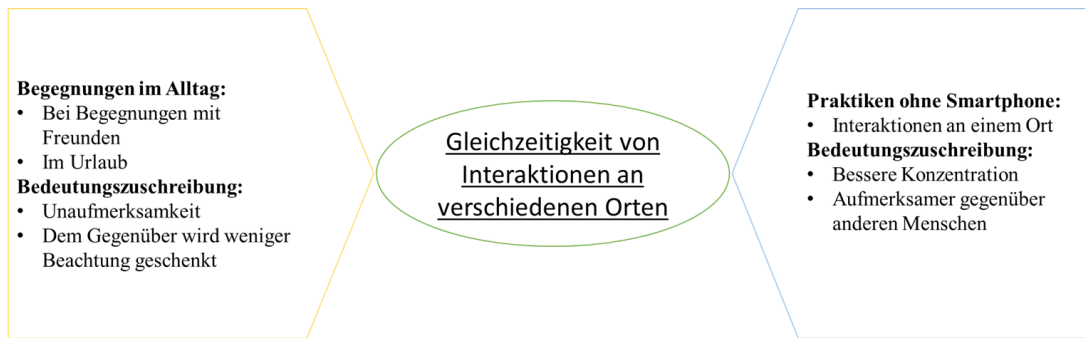 Begegnungen im Alltag:
• Bei Begegnungen mit
Freunden
• Im Urlaub
Bedeutungszuschreibung:
• Unaufmerksamkeit
• Dem Gegenüber wird weniger
Beachtung geschenkt
Gleichzeitigkeit von
Interaktionen an
verschiedenen Orten
Praktiken ohne Smartphone:
• Interaktionen an einem Ort
Bedeutungszuschreibung:
• Bessere Konzentration
• Aufmerksamer gegenüber
anderen Menschen